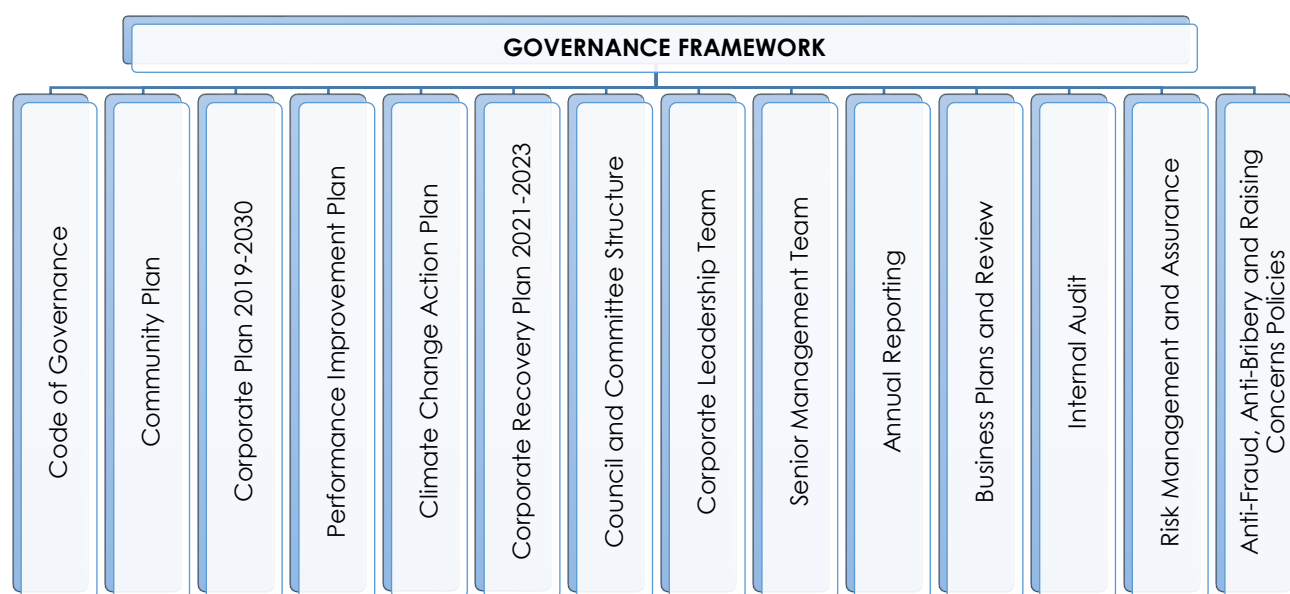 GOVERNANCE FRAMEWORK
Code of Governance
Community Plan
Corporate Plan 2019-2030
Performance Improvement Plan
Climate Change Action Plan
Corporate Recovery Plan 2021-2023
Council and Committee Structure
Corporate Leadership Team
Senior Management Team
Annual Reporting
Business Plans and Review
Internal Audit
Risk Management and Assurance
Anti-Fraud, Anti-Bribery and Raising
Concerns Policies